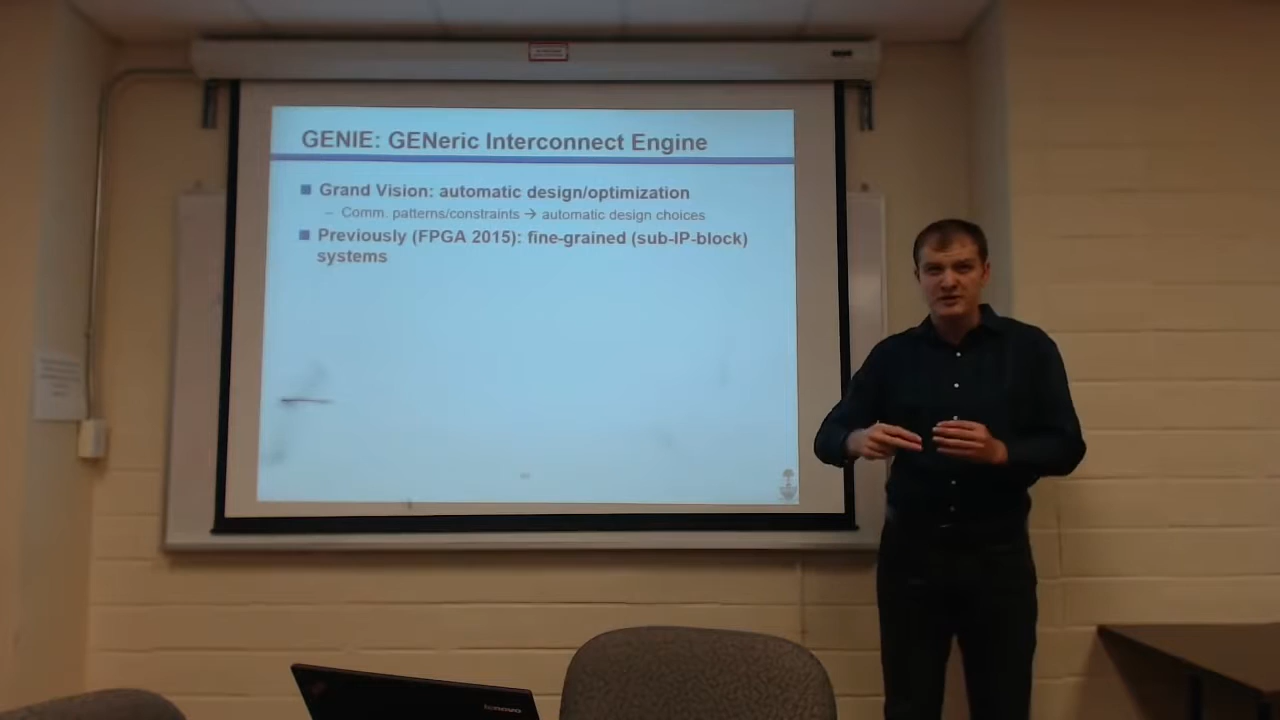 GENIE: GENeric Interconnect Engine
Grand Vision: automatic design/optimization
– Comm. patterns/constraints → automatic design choices
Previously (FPGA 2015): fine-grained (sub-IP-block)
systems
lenovo